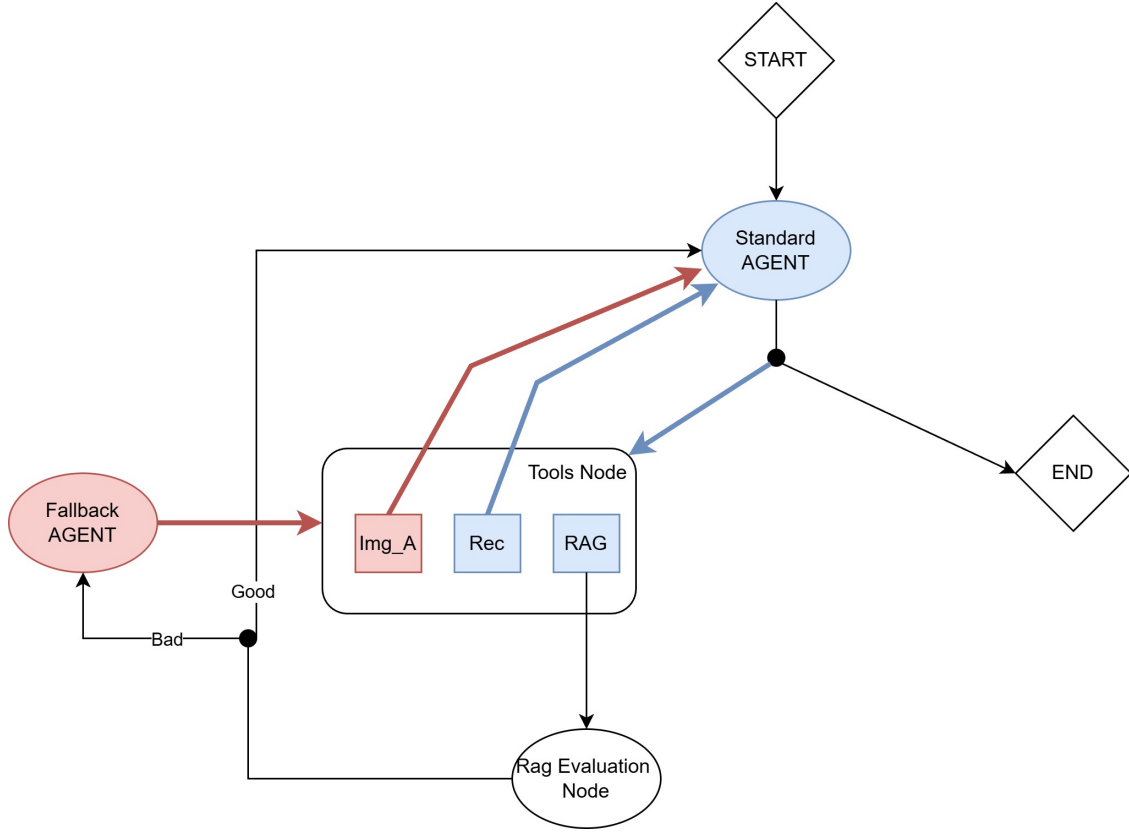 START
Standard
AGENT
Tools Node
END
Fallback
AGENT
Img_A
Rec
RAG
Good
Bad
Rag Evaluation
Node